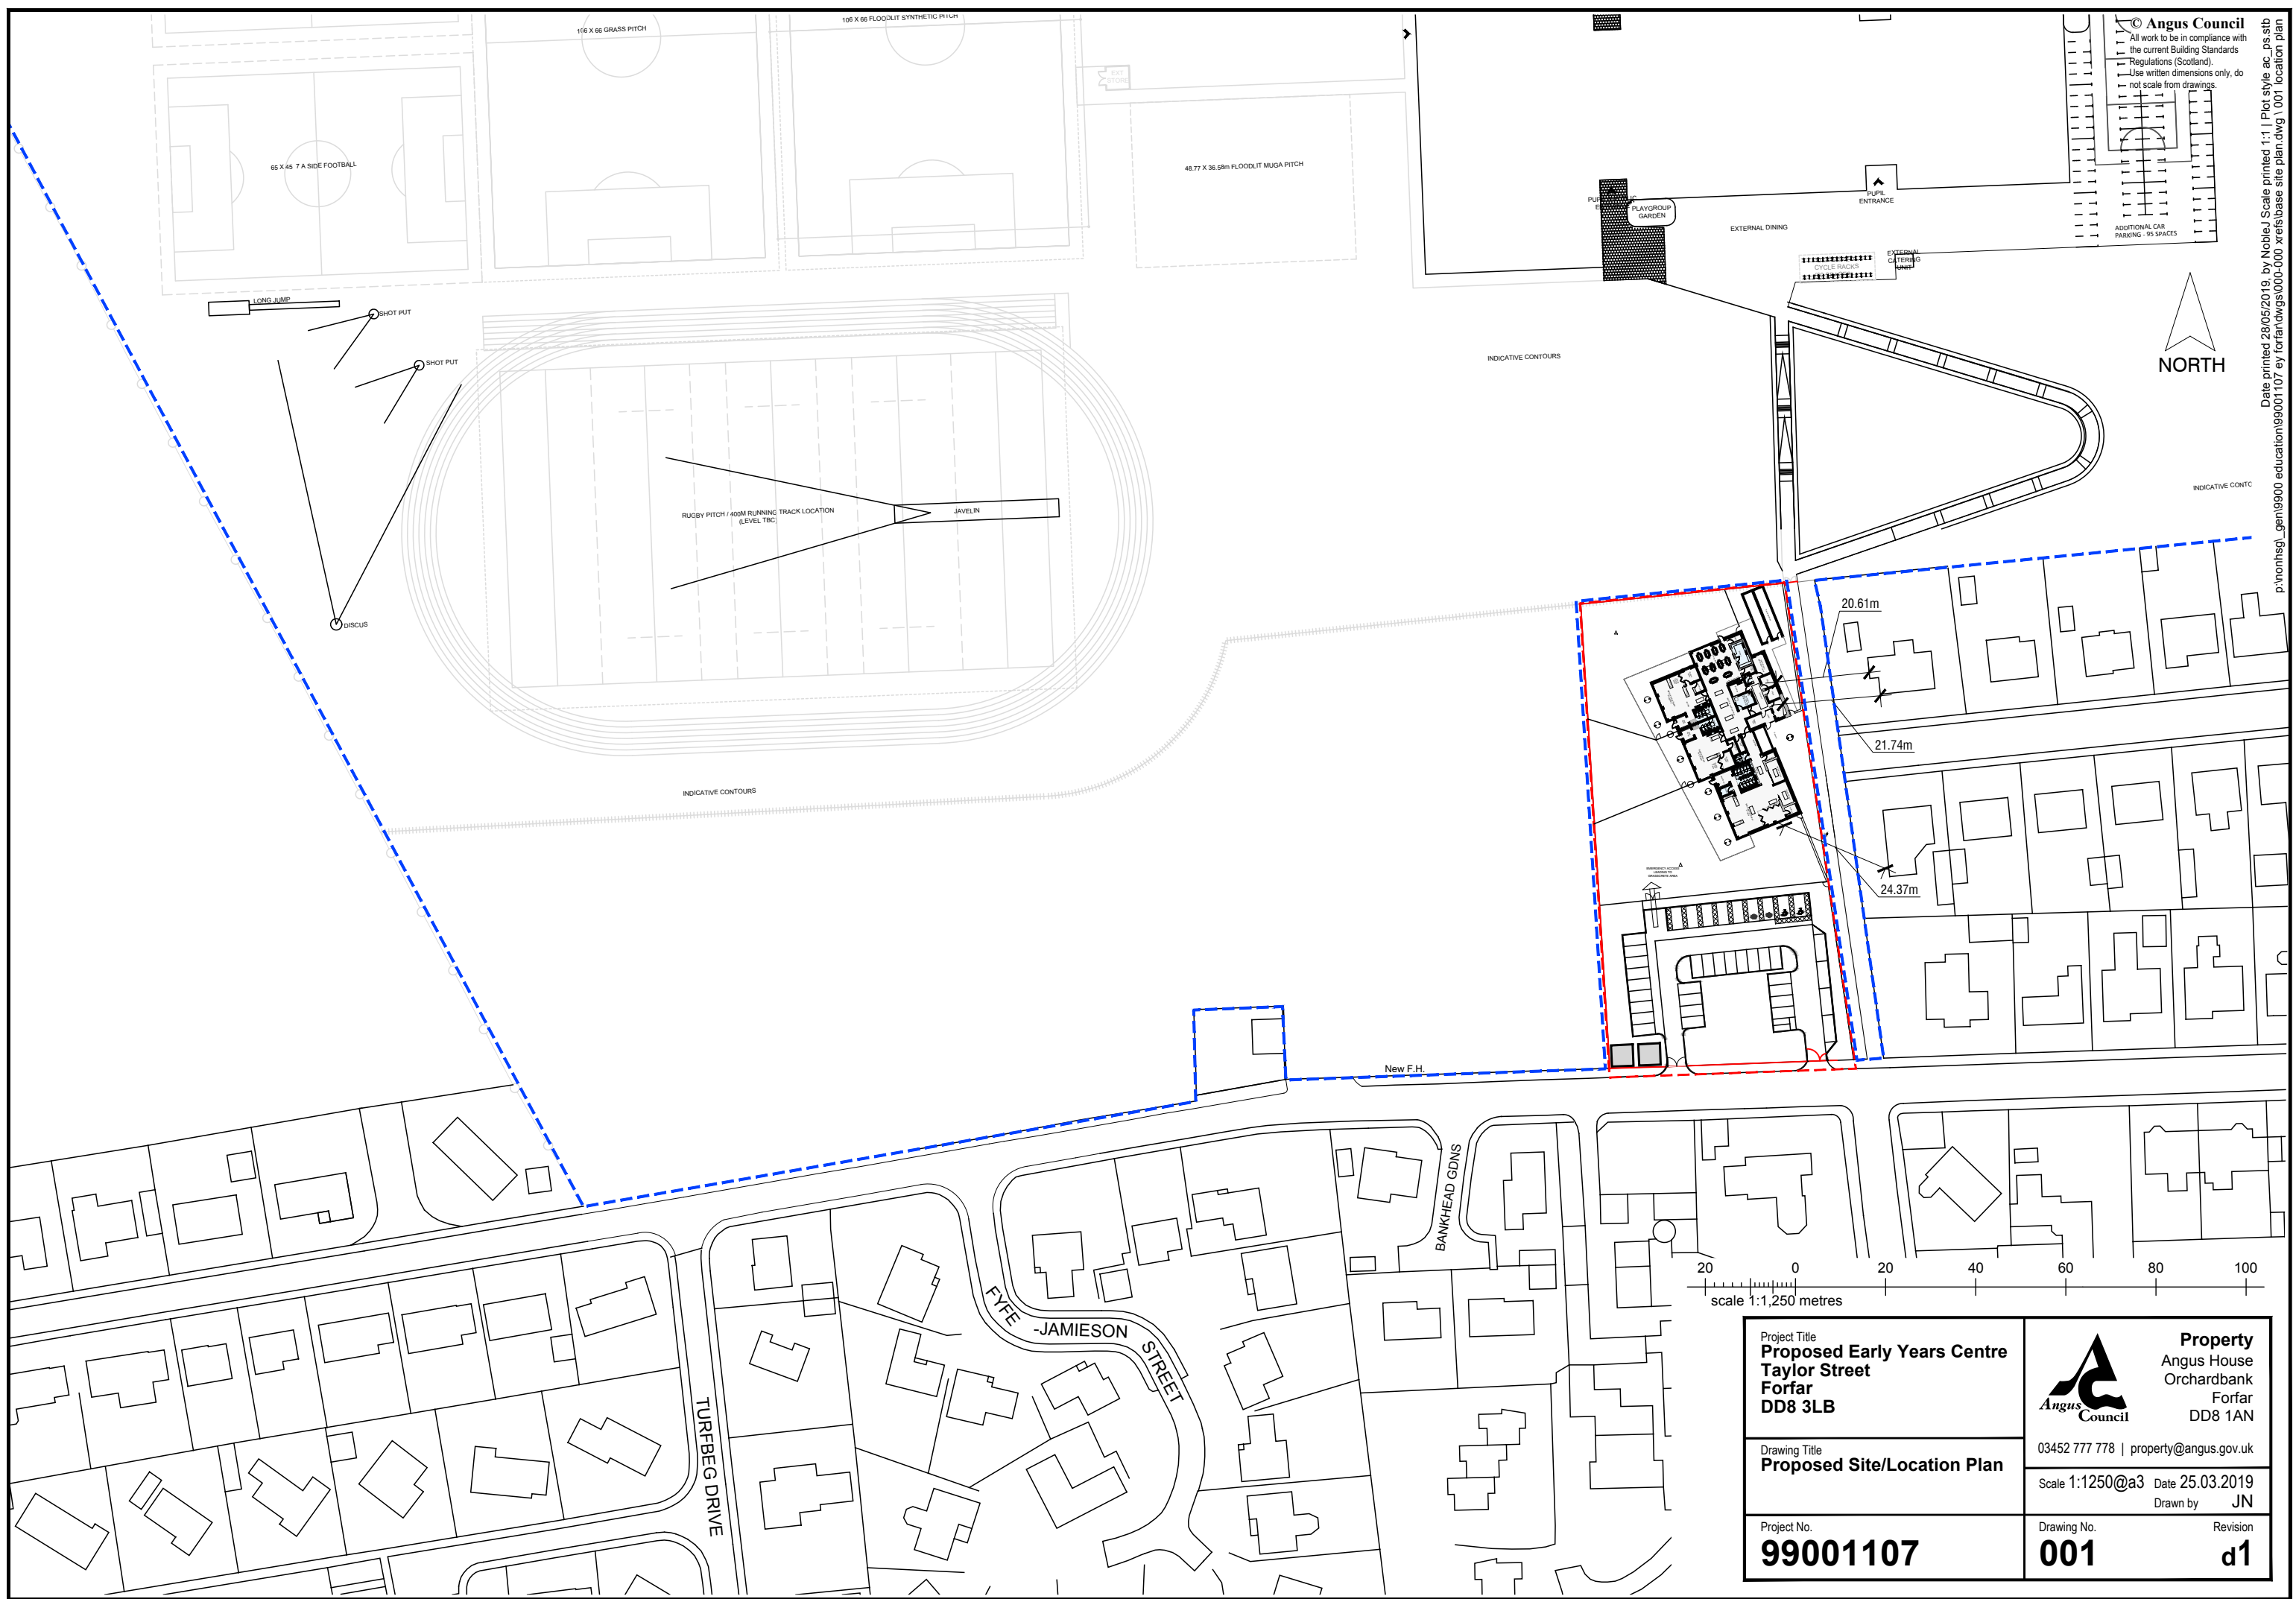 106 X 66 GRASS PITCH
106 X 66 FLOODLIT SYNTHETIC PITCH
EXT
STORE
65 X 45 7 A SIDE FOOTBALL
48.77 X 36.58m FLOODLIT MUGA PITCH
© Angus Council
All work to be in compliance with
the current Building Standards
Regulations (Scotland).
Use written dimensions only, do
not scale from drawings.
Date printed 28/05/2019, by NobleJ Scale printed 1:1 | Plot style ac_ps.stb
p:\nonhsg\_gen\9900 education\99001107 ey forfar\dwgs\000-000 xrefs\base site plan.dwg \ 001 location plan
PLAYGROUP
GARDEN
PUPIL
ENTRANCE
EXTERNAL DINING
ADDITIONAL CAR
PARKING - 95 SPACES
CYCLE RACKS
EXTERNAL
CATERING
UNIT
LONG JUMP
SHOT PUT
SHOT PUT
NORTH
INDICATIVE CONTOURS
INDICATIVE CONTC
RUGBY PITCH / 400M RUNNING TRACK LOCATION
(LEVEL TBC)
JAVELIN
DISCUS
20.61m
21.74m
INDICATIVE CONTOURS
24.37m
EMERGENCY ACCESS
New F.H.
BANKHEAD GDNS
FYFE
-JAMIESON
STREET
TURFBEG DRIVE
20 0 20 40 60 80 100
scale 1:1,250 metres
Project Title
Proposed Early Years Centre
Taylor Street
Forfar
DD8 3LB
Angus
Council
Property
Angus House
Orchardbank
Forfar
DD8 1AN
03452 777 778 | property@angus.gov.uk
Drawing Title
Proposed Site/Location Plan
Scale 1:1250@a3 Date 25.03.2019
Drawn by JN
Project No.
99001107
Drawing No.
001
Revision
d1